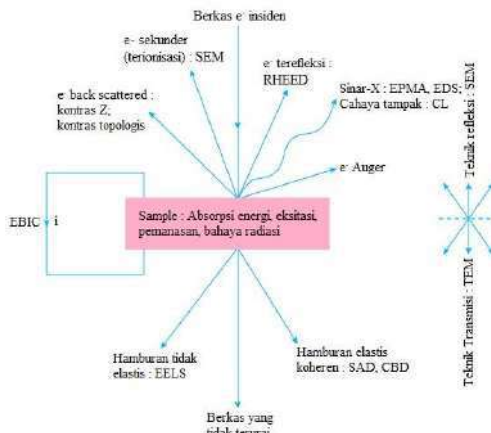 Berkas e⁻ insiden
e- sekunder
(terionisasi) : SEM
e⁻ terefleksi :
RHEED
e⁻ back scattered :
kontras Z;
kontras topologis
Sinar-X : EPMA, EDS;
Cahaya tampak : CL
e⁻ Auger
EBIC
i
Sample : Absorpsi energi, eksitasi,
pemanasan, bahaya radiasi
Hamburan tidak
elastis : EELS
Hamburan elastis
koheren : SAD, CBD
Berkas yang
tidak terurai
Teknik refleksi : SEM
Teknik Transmisi : TEM